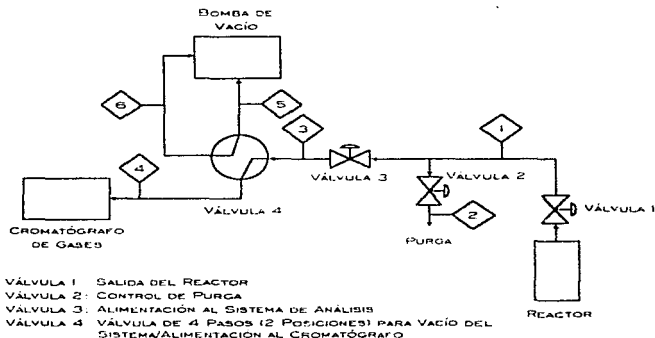 BOMBA DE
VACÍO
6
5
3
1
4
VÁLVULA 3
VÁLVULA 2
2
VÁLVULA 1
VÁLVULA 4
PURGA
CROMATÓGRAFO
DE GASES
REACTOR
VÁLVULA 1 SALIDA DEL REACTOR
VÁLVULA 2: CONTROL DE PURGA
VÁLVULA 3: ALIMENTACIÓN AL SISTEMA DE ANÁLISIS
VÁLVULA 4 VÁLVULA DE 4 PASOS (2 POSICIONES) PARA VACÍO DEL
SISTEMA/ALIMENTACIÓN AL CROMATÓGRAFO